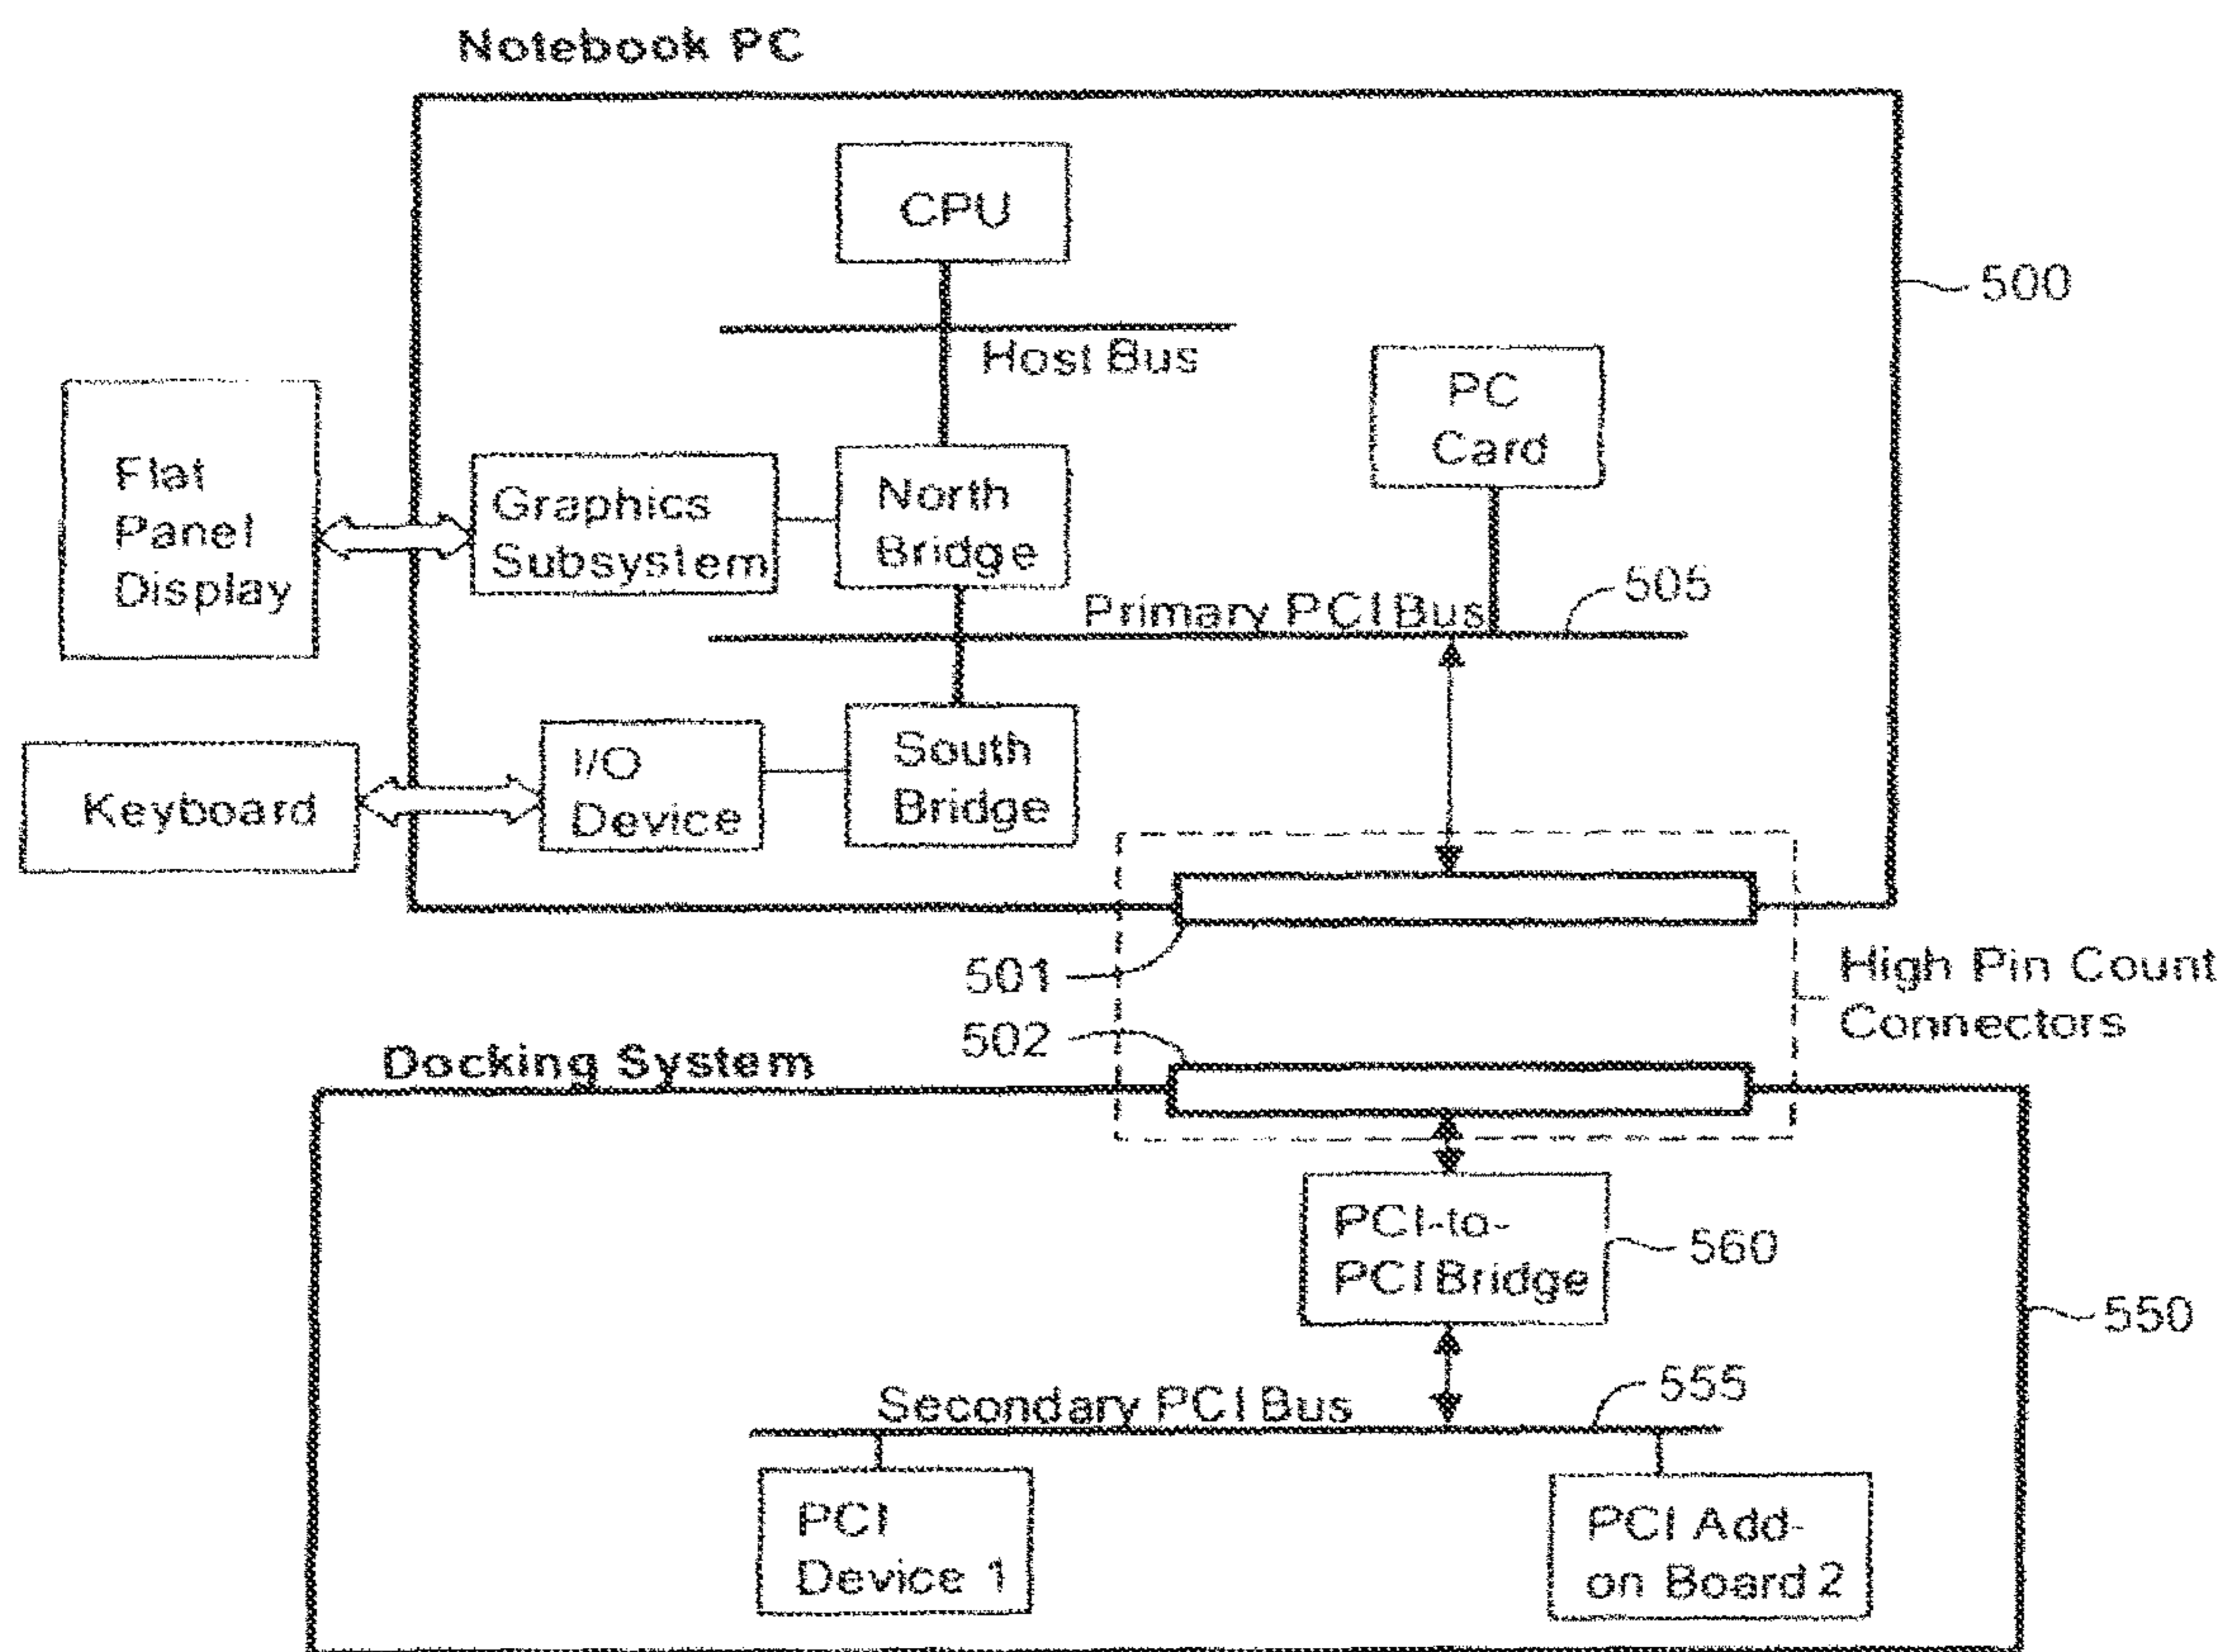 Notebook PC
CPU
500
Host Bus
PC
Card
Flat
Panel
Display
Graphics
Subsystem
North
Bridge
Primary PCI Bus
505
Keyboard
I/O
Device
South
Bridge
501
High Pin Count
Connectors
502
Docking System
PCI-to-
PCI Bridge
560
550
Secondary PCI Bus
555
PCI
Device 1
PCI Add-
on Board 2